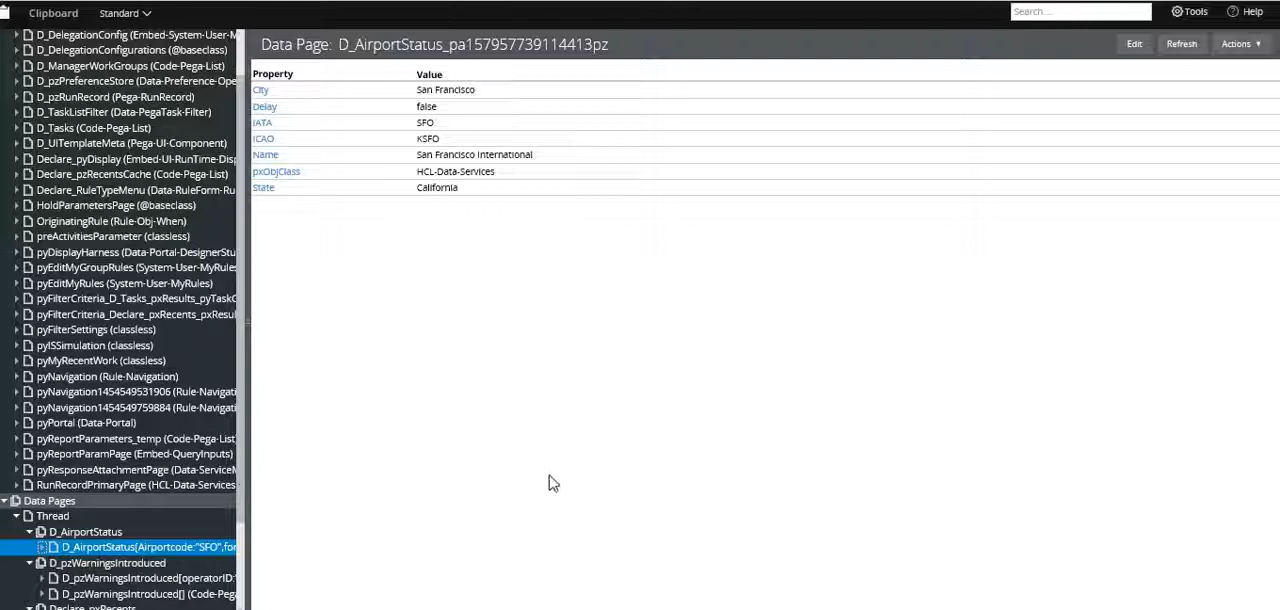 Clipboard Standard Search.... Tools Help
D_DelegationConfig (Embed-System-User-M
D_DelegationConfigurations (@baseclass)
D_ManagerWorkGroups (Code-Pega-List)
D_pzPreferenceStore (Data-Preference-Ope
D_pzRunRecord (Pega-RunRecord)
D_TaskListFilter (Data-PegaTask-Filter)
D_Tasks (Code-Pega-List)
D_UITemplateMeta (Pega-UI-Component)
Declare_pyDisplay (Embed-UI-RunTime-Disp
Declare_pzRecentsCache (Code-Pega-List)
Declare_RuleTypeMenu (Data-RuleForm-Ru
HoldParametersPage (@baseclass)
OriginatingRule (Rule-Obj-When)
preActivitiesParameter (classless)
pyDisplayHarness (Data-Portal-DesignerStu
pyEditMyGroupRules (System-User-MyRules
pyEditMyRules (System-User-MyRules)
pyFilterCriteria_D_Tasks_pxResults_pyTaskC
pyFilterCriteria_Declare_pxRecents_pxResul
pyFilterSettings (classless)
pyISSimulation (classless)
pyMyRecentWork (classless)
pyNavigation (Rule-Navigation)
pyNavigation1454549531906 (Rule-Navigati
pyNavigation1454549759884 (Rule-Navigati
pyPortal (Data-Portal)
pyReportParameters_temp (Code-Pega-List
pyReportParamPage (Embed-QueryInputs)
pyResponseAttachmentPage (Data-ServiceM
RunRecordPrimaryPage (HCL-Data-Services
Data Pages
Thread
D_AirportStatus
D_AirportStatus[Airportcode:"SFO",for
D_pzWarningsIntroduced
D_pzWarningsIntroduced[operatorID:
D_pzWarningsIntroduced[] (Code-Pega
Declare_pxRecents
Data Page: D_AirportStatus_pa157957739114413pz Edit Refresh Actions
Property Value
City San Francisco
Delay false
IATA SFO
ICAO KSFO
Name San Francisco International
pxObjClass HCL-Data-Services
State California